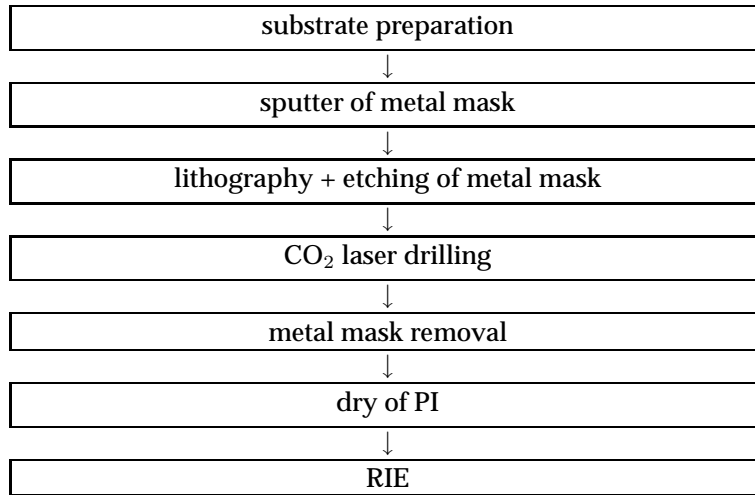 substrate preparation
↓
sputter of metal mask
↓
lithography + etching of metal mask
↓
CO₂ laser drilling
↓
metal mask removal
↓
dry of PI
↓
RIE